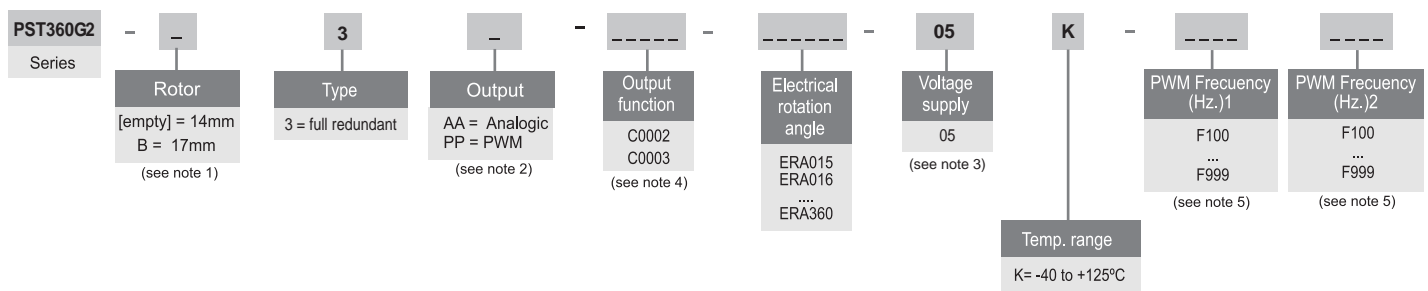 PST360G2 - _ 3 _ - _ _ _ _ _ - _ _ _ _ _ _ - 05 K - _ _ _ _ _ _ _ _
Series
Rotor
[empty] = 14mm
B = 17mm
(see note 1)
Type
3 = full redundant
Output
AA = Analogic
PP = PWM
(see note 2)
Output
function
C0002
C0003
(see note 4)
Electrical
rotation
angle
ERA015
ERA016
....
ERA360
Voltage
supply
05
(see note 3)
Temp. range
K= -40 to +125ºC
PWM Frecuency
(Hz.)1
F100
...
F999
(see note 5)
PWM Frecuency
(Hz.)2
F100
...
F999
(see note 5)